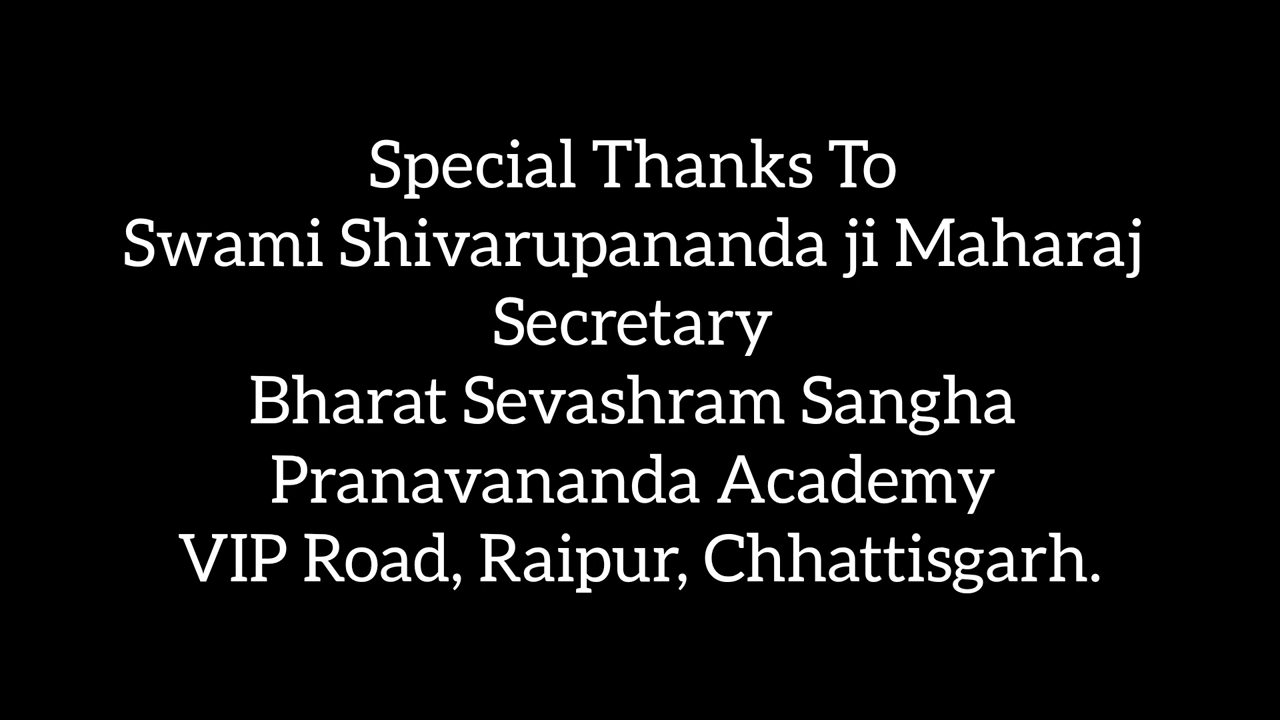 Special Thanks To
Swami Shivarupananda ji Maharaj
Secretary
Bharat Sevashram Sangha
Pranavananda Academy
VIP Road, Raipur, Chhattisgarh.